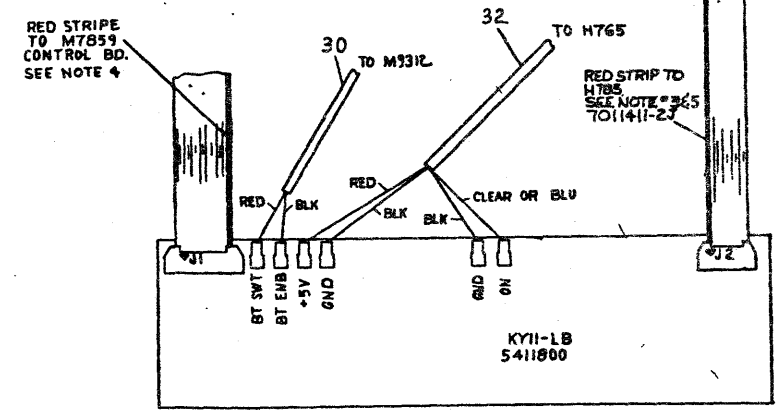 RED STRIPE
TO M7859
CONTROL BD.
SEE NOTE 4
30
TO M9312
32
TO H765
RED STRIP TO
H785
SEE NOTE #3&5
7011411-2J
RED
BLK
RED
BLK
BLK
CLEAR OR BLU
J1
J2
BT SWT
BT ENB
+5V
GND
GND
ON
KY11-LB
5411800